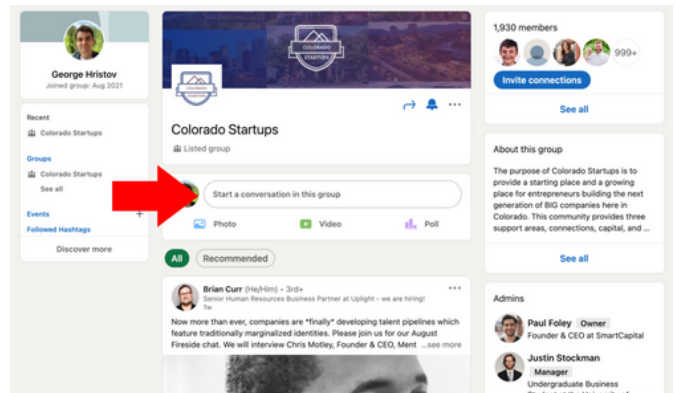 George Hristov
Joined group: Aug 2021
Recent
Colorado Startups
Groups
Colorado Startups
See all
Events +
Followed Hashtags
Discover more
COLORADO
STARTUPS
Colorado Startups
Listed group
Start a conversation in this group
Photo
Video
Poll
All
Recommended
Brian Curr (He/Him) • 3rd+
Senior Human Resources Business Partner at Uplight - we are hiring!
1w
Now more than ever, companies are *finally* developing talent pipelines which
feature traditionally marginalized identities. Please join us for our August
Fireside chat. We will interview Chris Motley, Founder & CEO, Ment ...see more
1,930 members
999+
Invite connections
See all
About this group
The purpose of Colorado Startups is to
provide a starting place and a growing
place for entrepreneurs building the next
generation of BIG companies here in
Colorado. This community provides three
support areas, connections, capital, and ...
See all
Admins
Paul Foley Owner
Founder & CEO at SmartCapital
Justin Stockman
Manager
Undergraduate Business